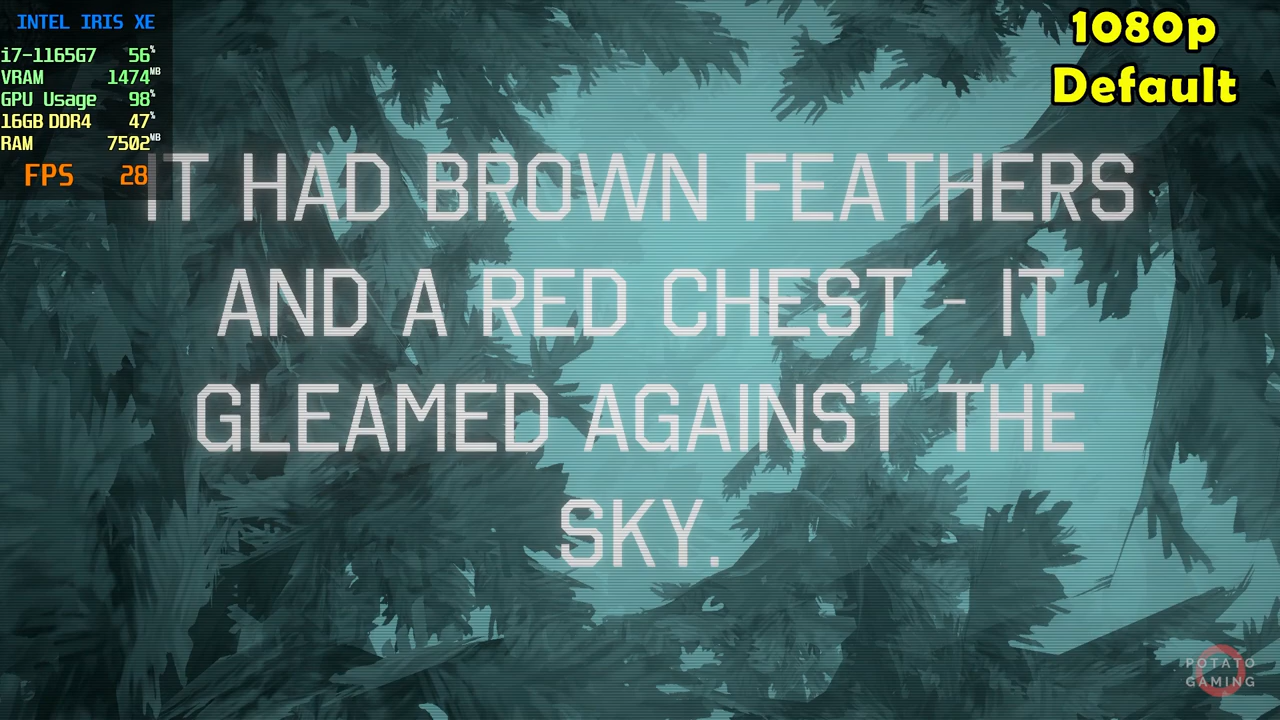 INTEL IRIS XE
i7-1165G7 56%
VRAM 1474MB
GPU Usage 98%
16GB DDR4 47%
RAM 7502MB
FPS 28
1080p
Default
IT HAD BROWN FEATHERS
AND A RED CHEST - IT
GLEAMED AGAINST THE
SKY.
POTATO
GAMING